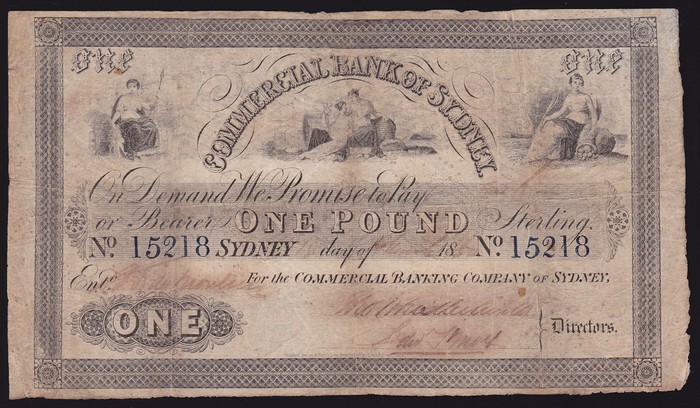 One One
COMMERCIAL BANK OF SYDNEY.
On Demand We Promise to Pay
or Bearer ONE POUND Sterling.
No 15218 SYDNEY day of 18 No 15218
Entd For the COMMERCIAL BANKING COMPANY OF SYDNEY,
ONE
Directors.